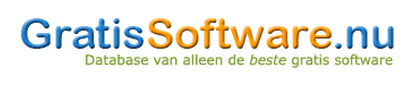 GratisSoftware.nu
Database van alleen de beste gratis software